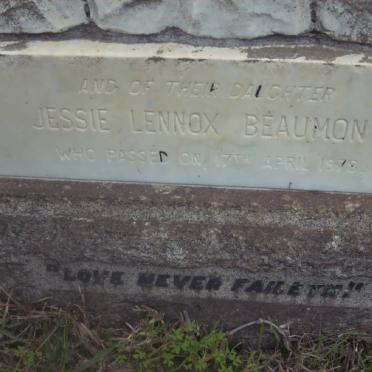 AND OF THEIR DAUGHTER
JESSIE LENNOX BEAUMON
WHO PASSED ON 17TH APRIL
"LOVE NEVER FAILETH."